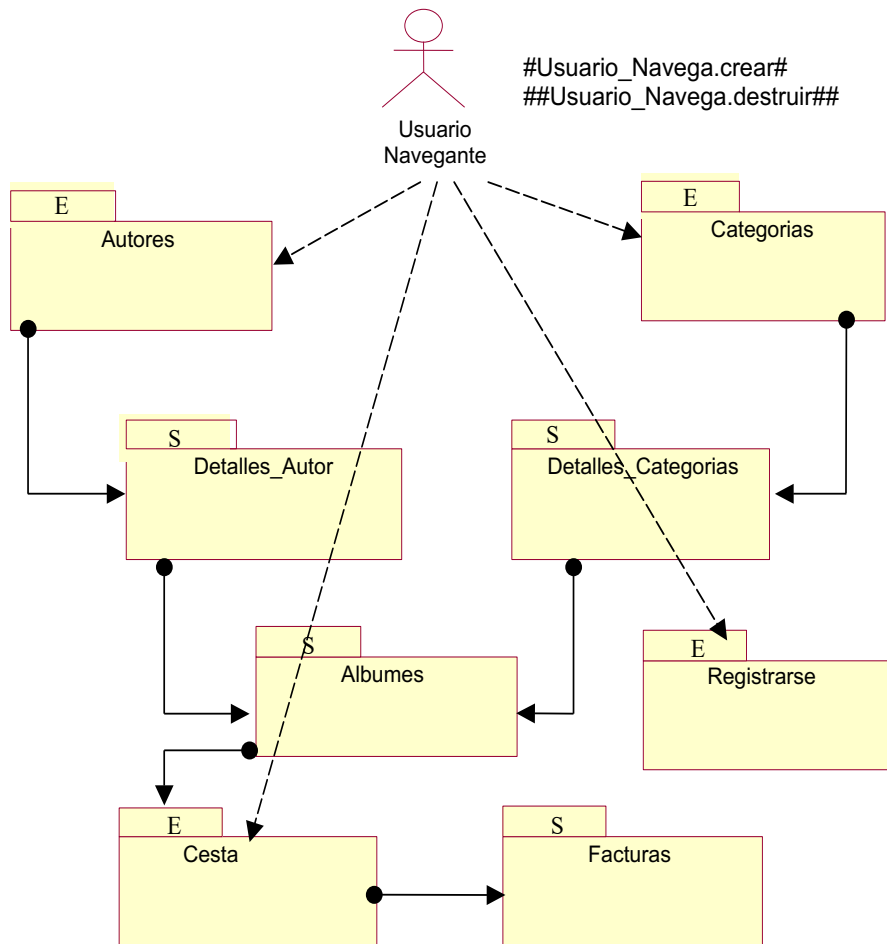 #Usuario_Navega.crear#
##Usuario_Navega.destruir##
Usuario
Navegante
E
Autores
E
Categorias
S
Detalles_Autor
S
Detalles_Categorias
S
Albumes
E
Registrarse
E
Cesta
S
Facturas